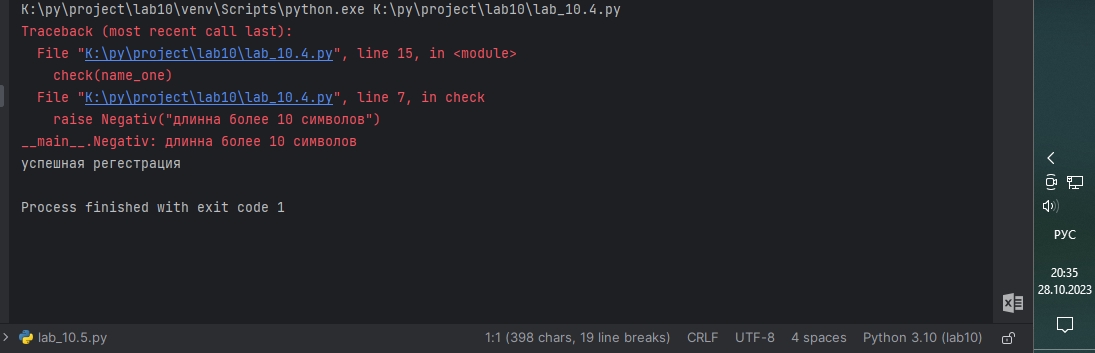 K:\py\project\lab10\venv\Scripts\python.exe K:\py\project\lab10\lab_10.4.py
Traceback (most recent call last):
  File "K:\py\project\lab10\lab_10.4.py", line 15, in <module>
    check(name_one)
  File "K:\py\project\lab10\lab_10.4.py", line 7, in check
    raise Negativ("длинна более 10 символов")
__main__.Negativ: длинна более 10 символов
успешная регестрация
Process finished with exit code 1
РУС
20:35
28.10.2023
lab_10.5.py 1:1 (398 chars, 19 line breaks) CRLF UTF-8 4 spaces Python 3.10 (lab10)